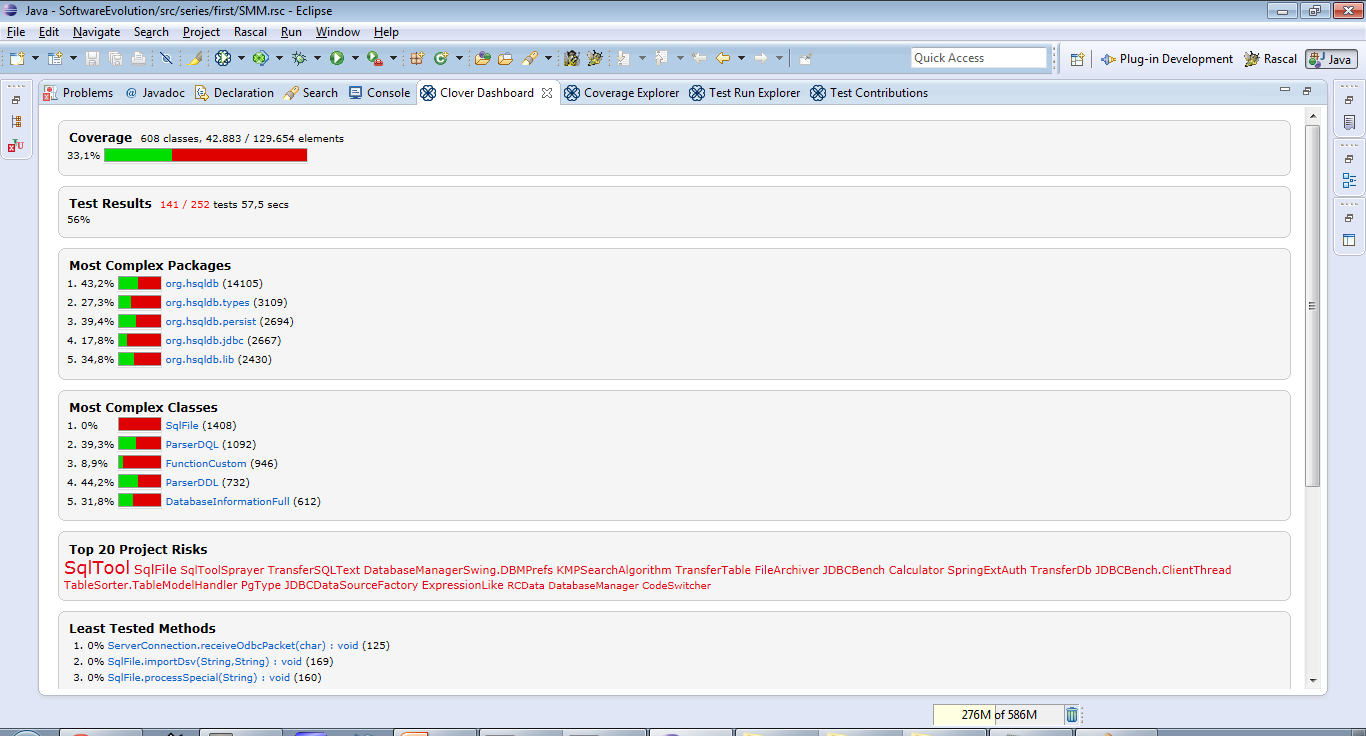 Java - SoftwareEvolution/src/series/first/SMM.rsc - Eclipse
File Edit Navigate Search Project Rascal Run Window Help
Quick Access
Plug-in Development Rascal Java
Problems @ Javadoc Declaration Search Console Clover Dashboard Coverage Explorer Test Run Explorer Test Contributions
Coverage 608 classes, 42.883 / 129.654 elements
33,1%
Test Results 141 / 252 tests 57,5 secs
56%
Most Complex Packages
1. 43,2% org.hsqldb (14105)
2. 27,3% org.hsqldb.types (3109)
3. 39,4% org.hsqldb.persist (2694)
4. 17,8% org.hsqldb.jdbc (2667)
5. 34,8% org.hsqldb.lib (2430)
Most Complex Classes
1. 0% SqlFile (1408)
2. 39,3% ParserDQL (1092)
3. 8,9% FunctionCustom (946)
4. 44,2% ParserDDL (732)
5. 31,8% DatabaseInformationFull (612)
Top 20 Project Risks
SqlTool SqlFile SqlToolSprayer TransferSQLText DatabaseManagerSwing.DBMPrefs KMPSearchAlgorithm TransferTable FileArchiver JDBCBench Calculator SpringExtAuth TransferDb JDBCBench.ClientThread
TableSorter.TableModelHandler PgType JDBCDataSourceFactory ExpressionLike RCData DatabaseManager CodeSwitcher
Least Tested Methods
1. 0% ServerConnection.receiveOdbcPacket(char) : void (125)
2. 0% SqlFile.importDsv(String,String) : void (169)
3. 0% SqlFile.processSpecial(String) : void (160)
276M of 586M